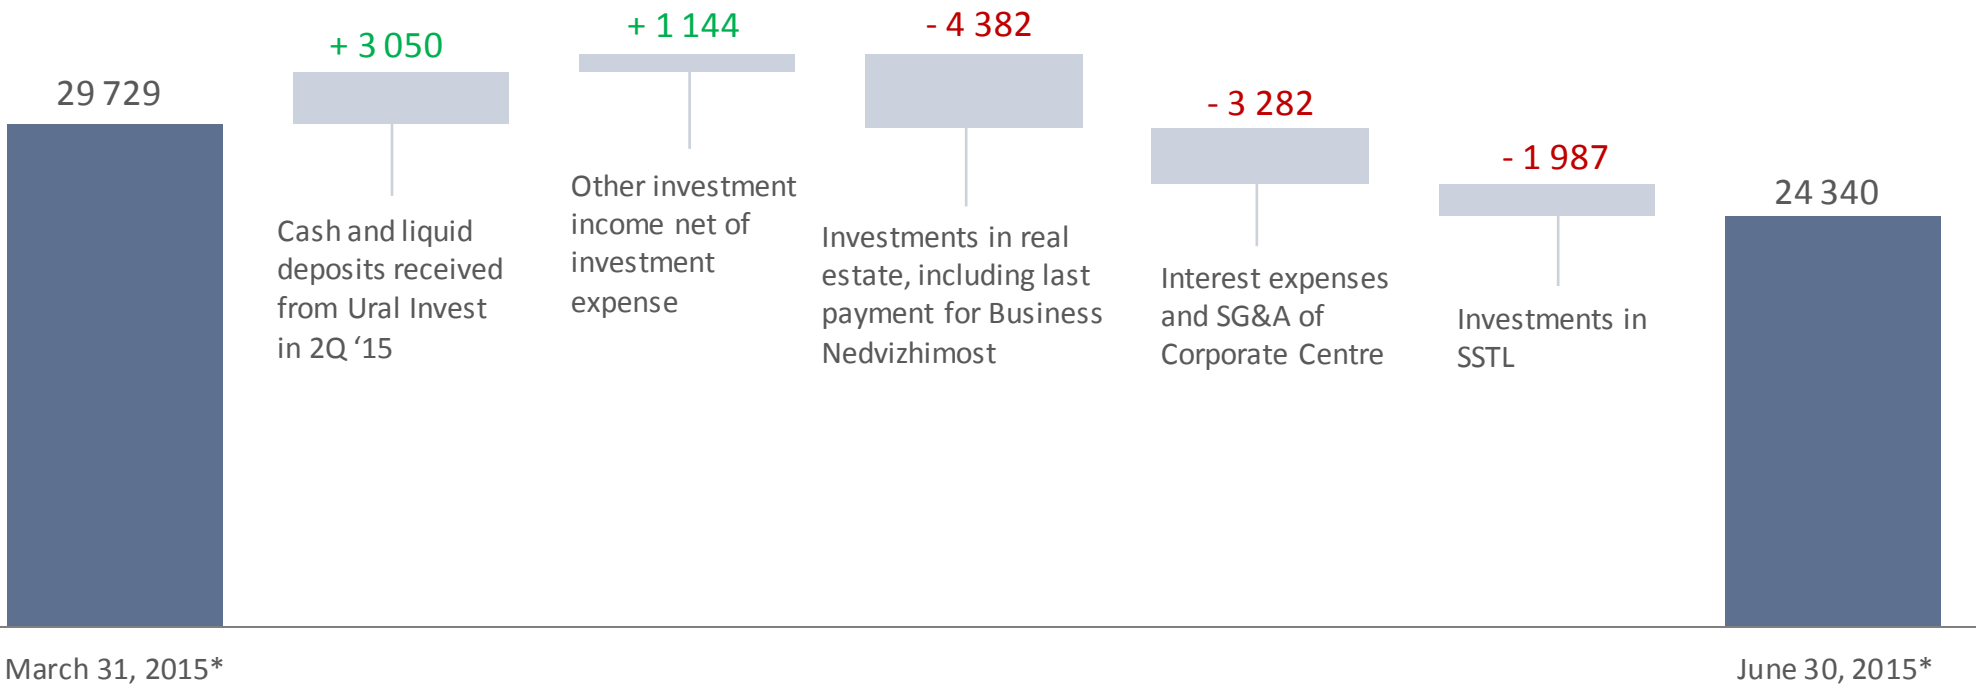 29 729
+ 3 050
Cash and liquid
deposits received
from Ural Invest
in 2Q ‘15
+ 1 144
Other investment
income net of
investment
expense
- 4 382
Investments in real
estate, including last
payment for Business
Nedvizhimost
- 3 282
Interest expenses
and SG&A of
Corporate Centre
- 1 987
Investments in
SSTL
24 340
March 31, 2015*
June 30, 2015*